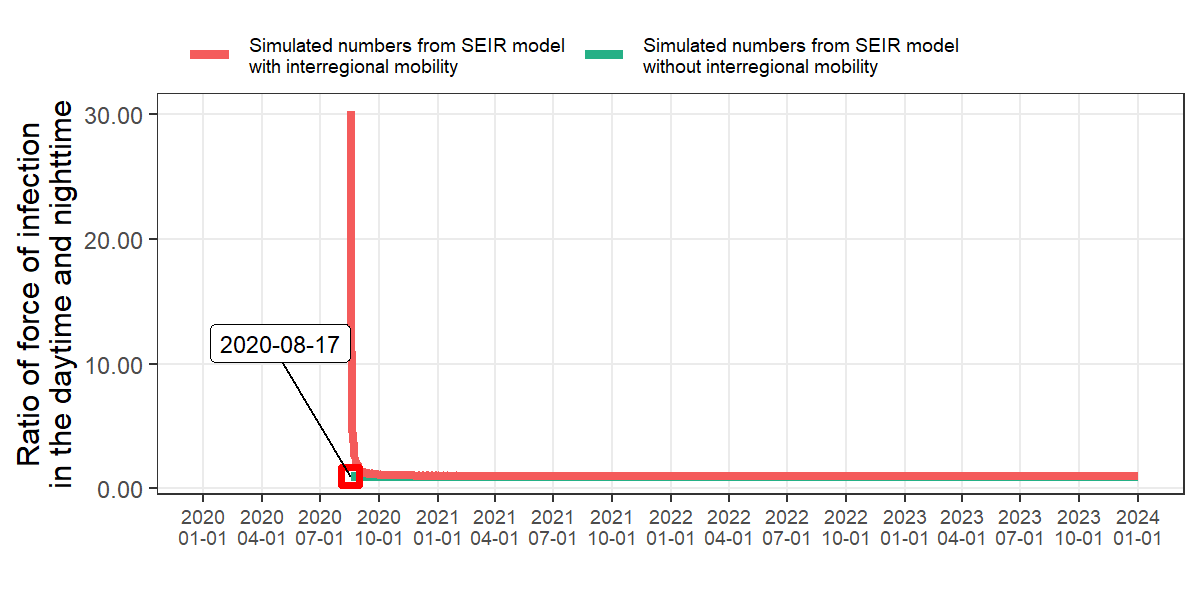 Simulated numbers from SEIR model
with interregional mobility
Simulated numbers from SEIR model
without interregional mobility
Ratio of force of infection
in the daytime and nighttime
30.00
20.00
10.00
0.00
2020-08-17
2020 2020 2020 2020 2021 2021 2021 2021 2022 2022 2022 2022 2023 2023 2023 2023 2024
01-01 04-01 07-01 10-01 01-01 04-01 07-01 10-01 01-01 04-01 07-01 10-01 01-01 04-01 07-01 10-01 01-01